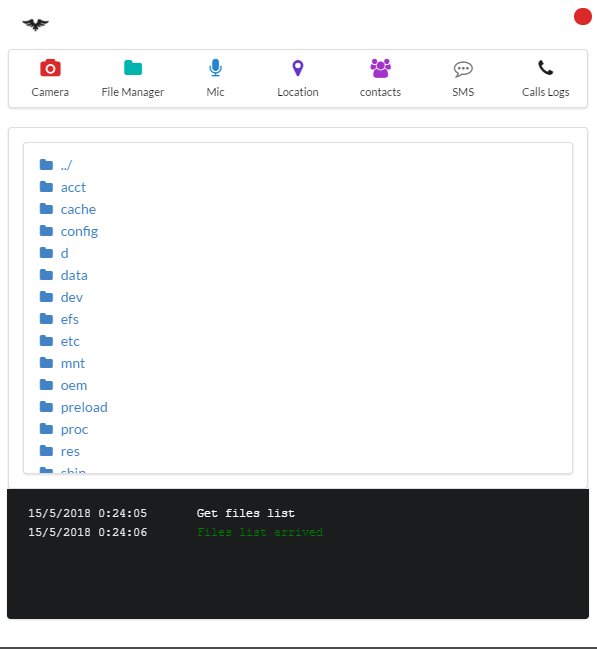 Camera File Manager Mic Location contacts SMS Calls Logs
../
acct
cache
config
d
data
dev
efs
etc
mnt
oem
preload
proc
res
sbin
15/5/2018 0:24:05 Get files list
15/5/2018 0:24:06 Files list arrived